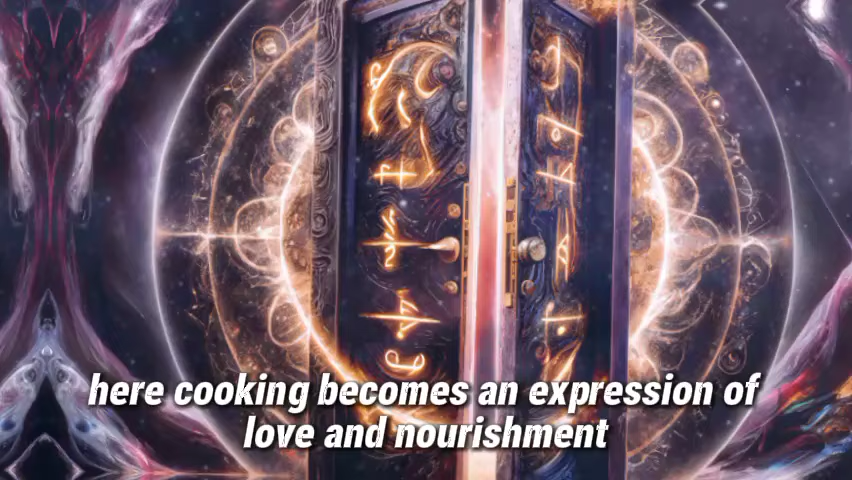 here cooking becomes an expression of
love and nourishment